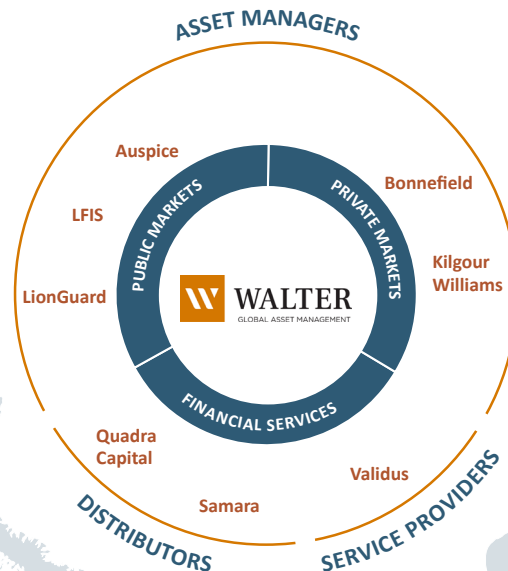 ASSET MANAGERS
Auspice
Bonnefield
PUBLIC MARKETS
PRIVATE MARKETS
LFIS
Kilgour
Williams
LionGuard
W WALTER
GLOBAL ASSET MANAGEMENT
FINANCIAL SERVICES
Quadra
Capital
Validus
Samara
DISTRIBUTORS
SERVICE PROVIDERS